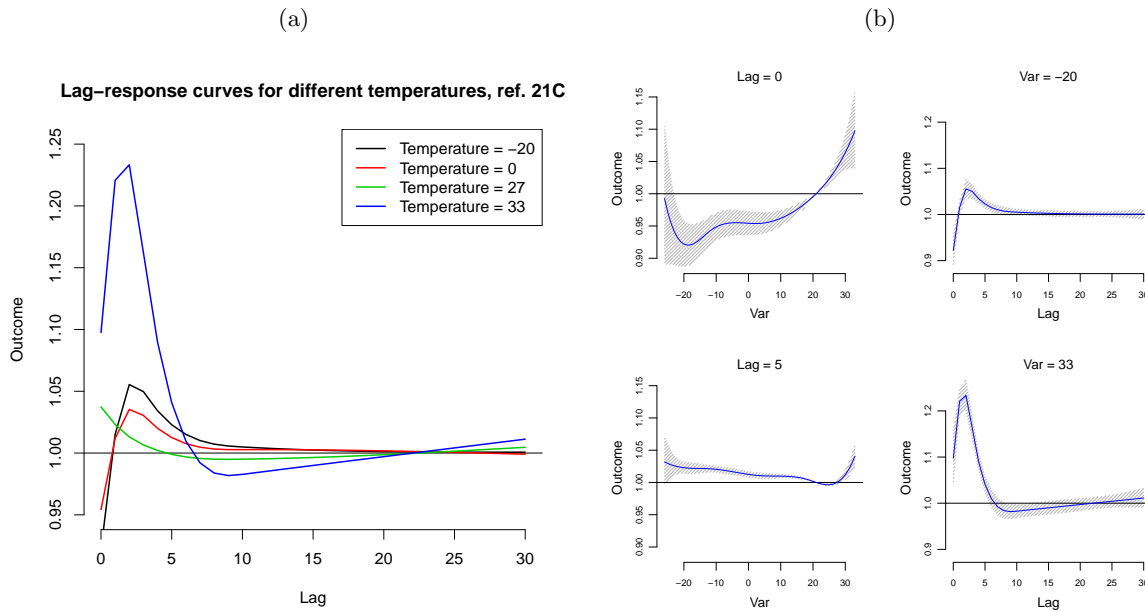 (a)
Lag−response curves for different temperatures, ref. 21C
Temperature = −20
Temperature = 0
Temperature = 27
Temperature = 33
Outcome
1.25
1.20
1.15
1.10
1.05
1.00
0.95
0 5 10 15 20 25 30
Lag
(b)
Lag = 0
Outcome
1.15
1.10
1.05
1.00
0.95
0.90
−20 −10 0 10 20 30
Var
Var = −20
Outcome
1.2
1.1
1.0
0.9
0 5 10 15 20 25 30
Lag
Lag = 5
Outcome
1.15
1.10
1.05
1.00
0.95
0.90
−20 −10 0 10 20 30
Var
Var = 33
Outcome
1.2
1.1
1.0
0.9
0 5 10 15 20 25 30
Lag